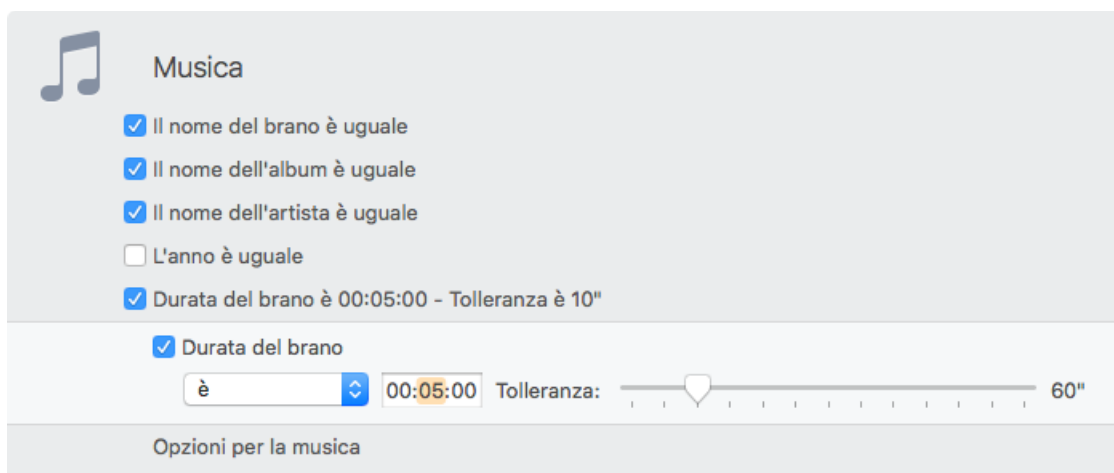 Musica
Il nome del brano è uguale
Il nome dell'album è uguale
Il nome dell'artista è uguale
L'anno è uguale
Durata del brano è 00:05:00 - Tolleranza è 10"
Durata del brano
è 00:05:00 Tolleranza: 60"
Opzioni per la musica